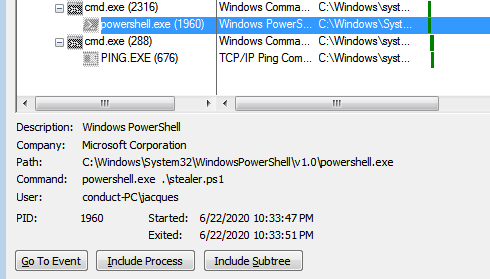 cmd.exe (2316) Windows Comma... C:\Windows\syst...
powershell.exe (1960) Windows PowerS... C:\Windows\Syst...
cmd.exe (288) Windows Comma... C:\Windows\syst...
PING.EXE (676) TCP/IP Ping Com... C:\Windows\syst...
Description: Windows PowerShell
Company: Microsoft Corporation
Path: C:\Windows\System32\WindowsPowerShell\v1.0\powershell.exe
Command: powershell.exe .\stealer.ps1
User: conduct-PC\jacques
PID: 1960 Started: 6/22/2020 10:33:47 PM
Exited: 6/22/2020 10:33:51 PM
Go To Event Include Process Include Subtree